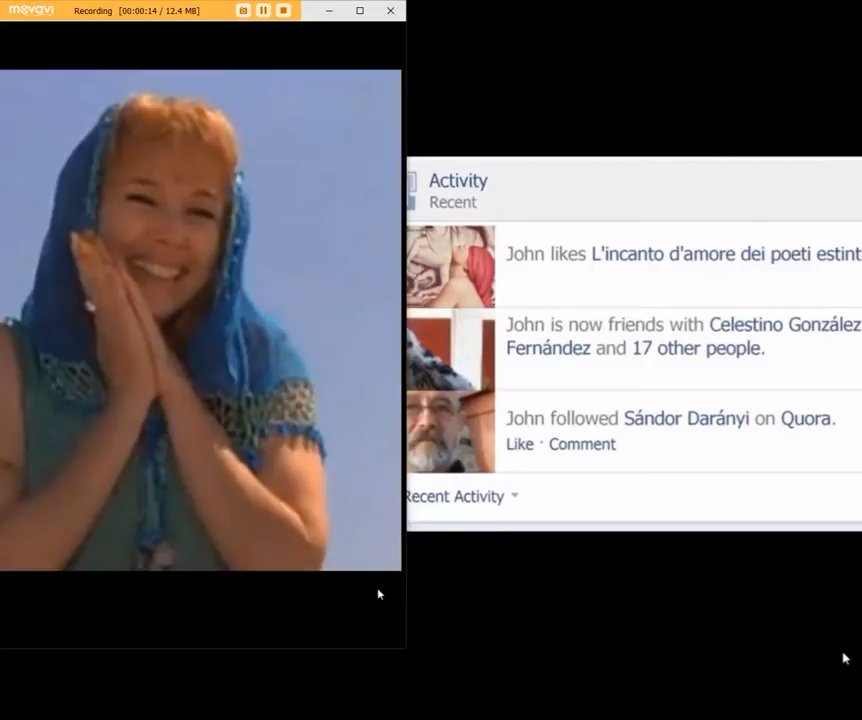 movavi Recording [00:00:14 / 12.4 MB]
Activity
Recent
John likes L'incanto d'amore dei poeti estint
John is now friends with Celestino González
Fernández and 17 other people.
John followed Sándor Darányi on Quora.
Like · Comment
Recent Activity